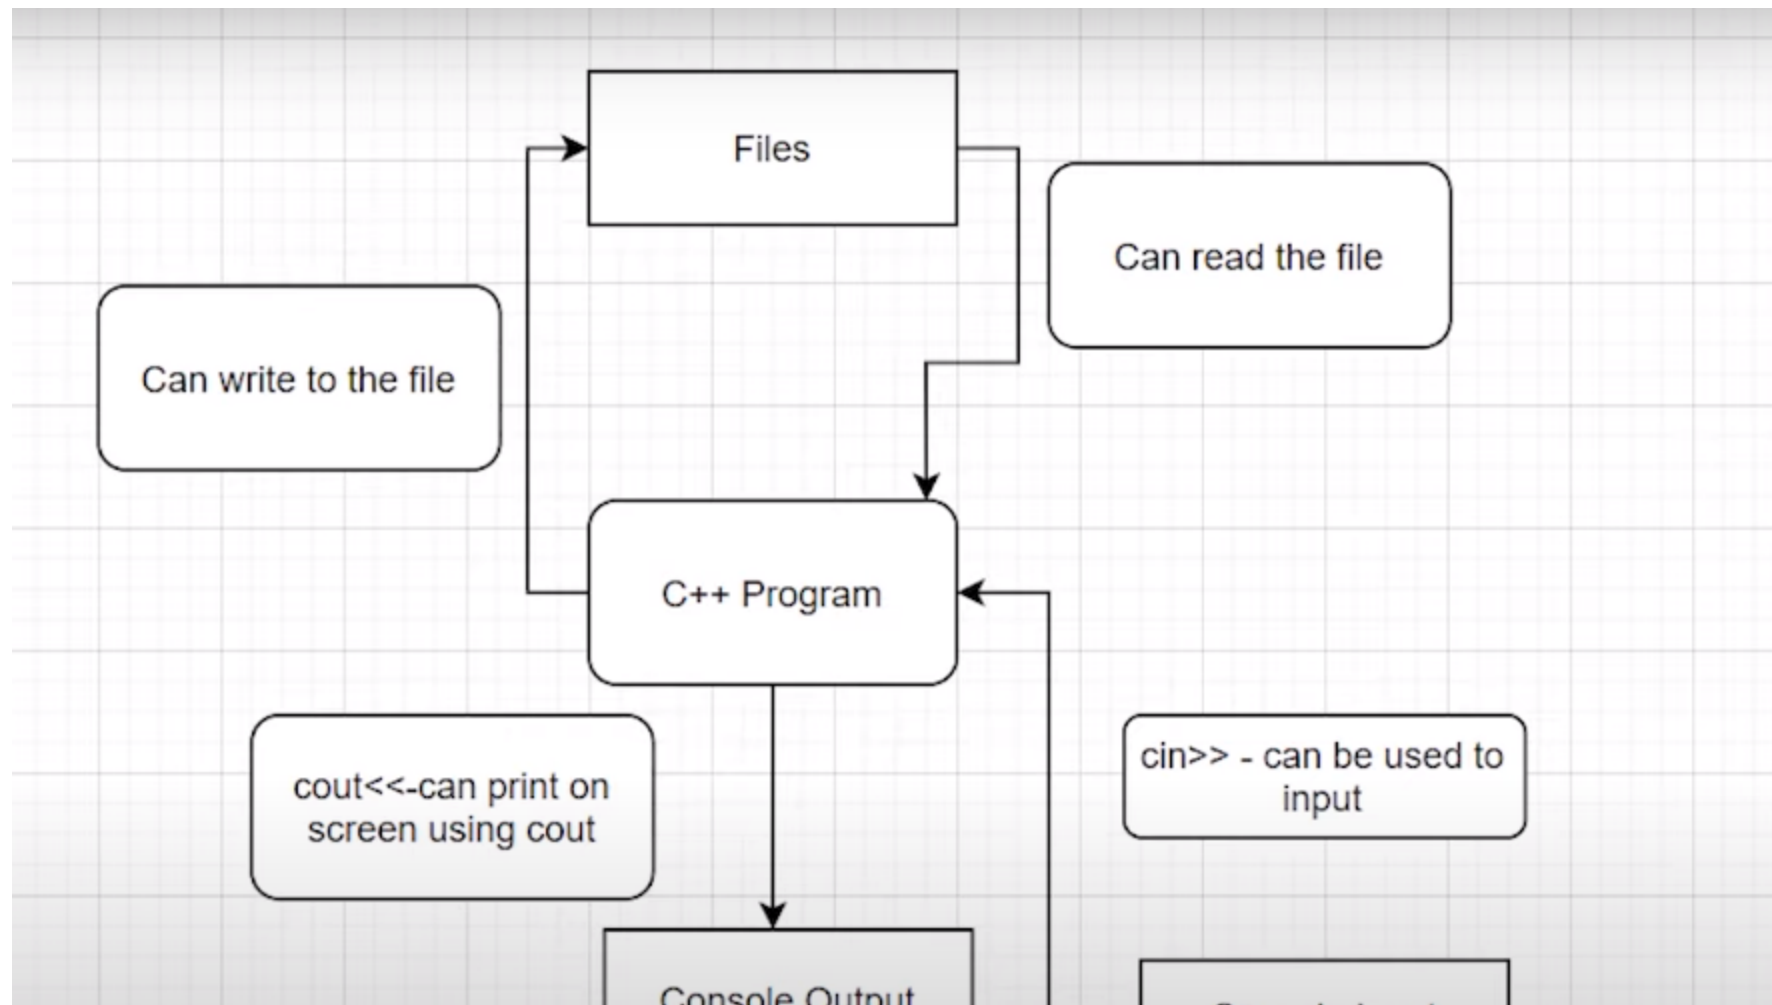 Files
Can read the file
Can write to the file
C++ Program
cout<<-can print on
screen using cout
cin>> - can be used to
input
Console Output